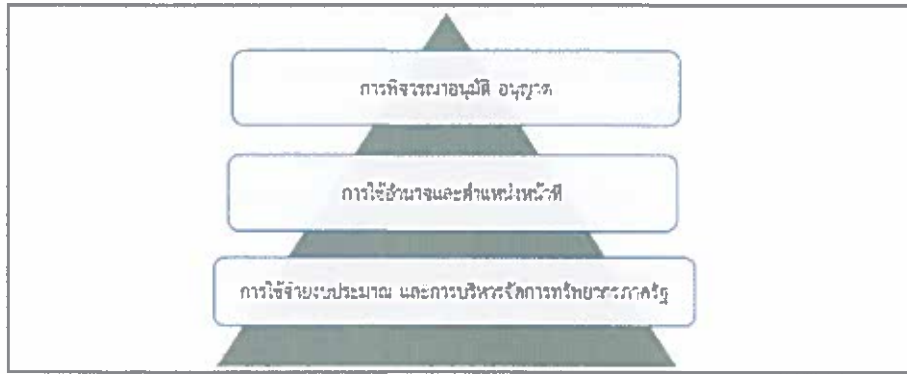 การพิจารณาอนุมัติ อนุญาต
การใช้อำนาจและตำแหน่งหน้าที่
การใช้จ่ายงบประมาณ และการบริหารจัดการทรัพยากรภาครัฐ